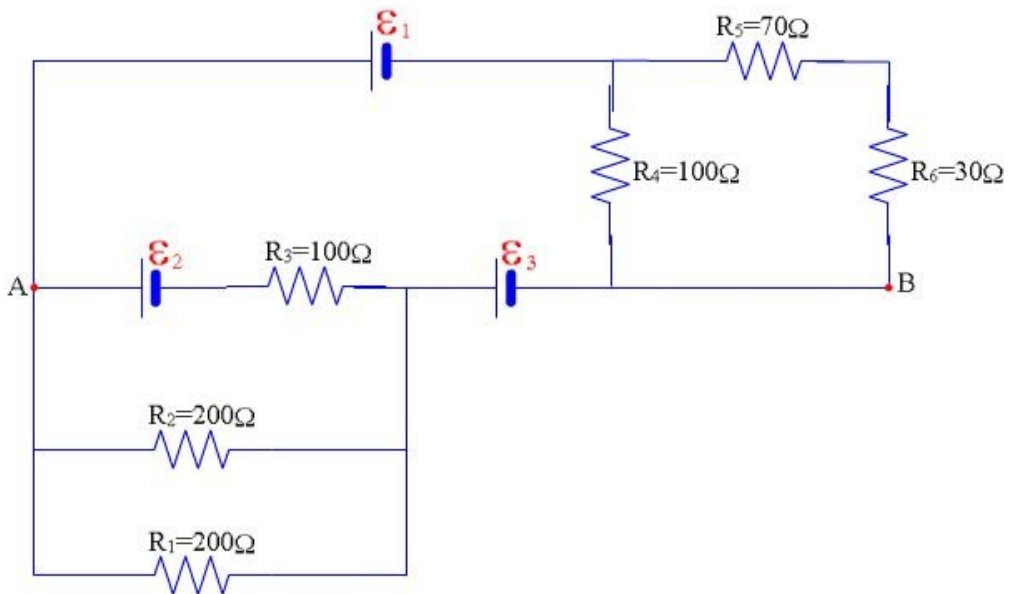 ε₁
R₅=70Ω
R₄=100Ω
R₆=30Ω
ε₂
R₃=100Ω
ε₃
A
B
R₂=200Ω
R₁=200Ω